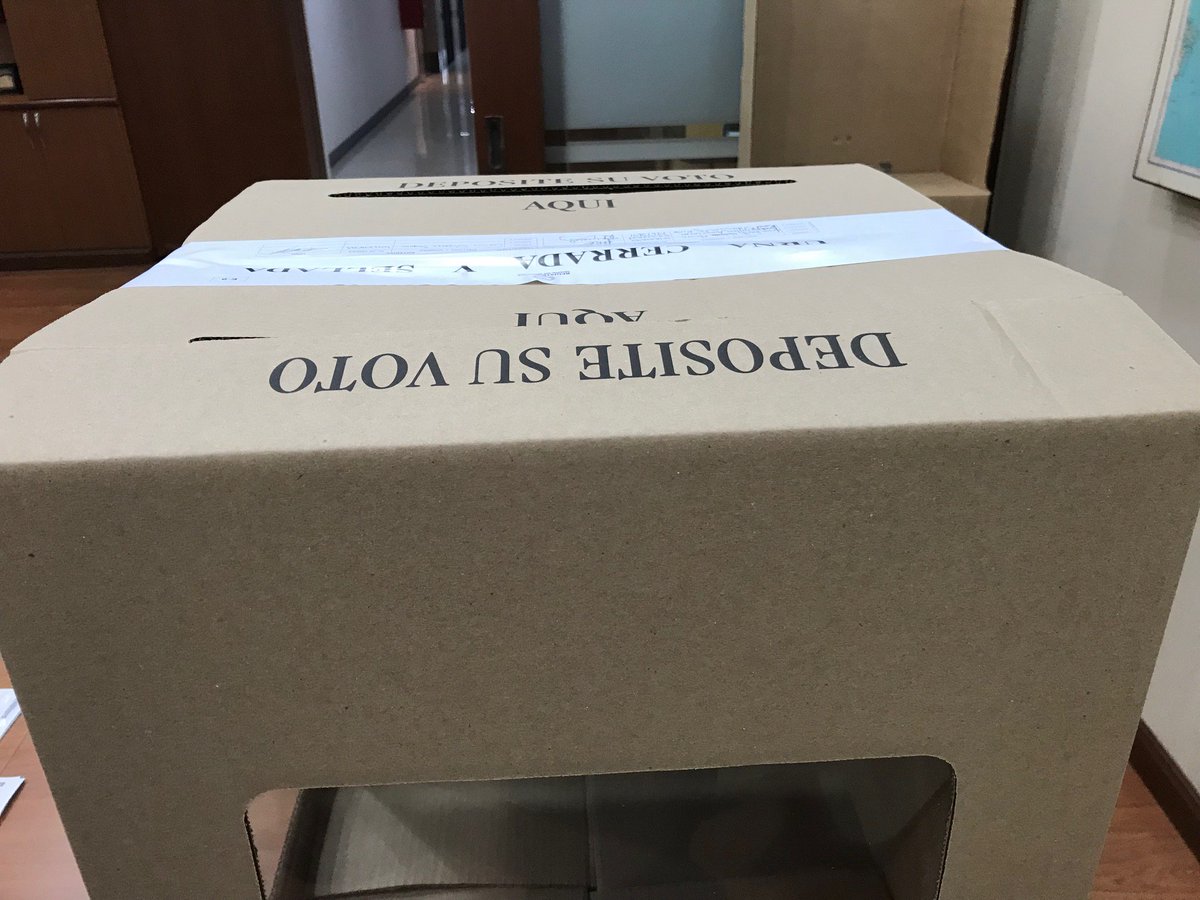 DEPOSITE SU VOTO
AQUI
URNA CERRADA Y SELLADA
AQUI
DEPOSITE SU VOTO